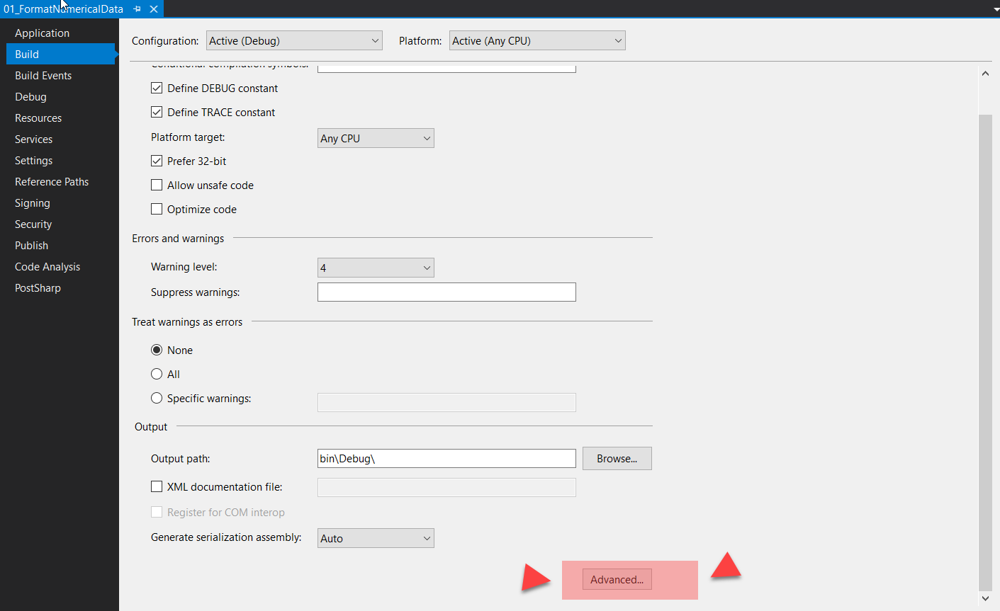 01_FormatNumericalData
Application
Build
Build Events
Debug
Resources
Services
Settings
Reference Paths
Signing
Security
Publish
Code Analysis
PostSharp
Configuration: Active (Debug) Platform: Active (Any CPU)
Conditional compilation symbols:
Define DEBUG constant
Define TRACE constant
Platform target: Any CPU
Prefer 32-bit
Allow unsafe code
Optimize code
Errors and warnings
Warning level: 4
Suppress warnings:
Treat warnings as errors
None
All
Specific warnings:
Output
Output path: bin\Debug\ Browse...
XML documentation file:
Register for COM interop
Generate serialization assembly: Auto
Advanced...